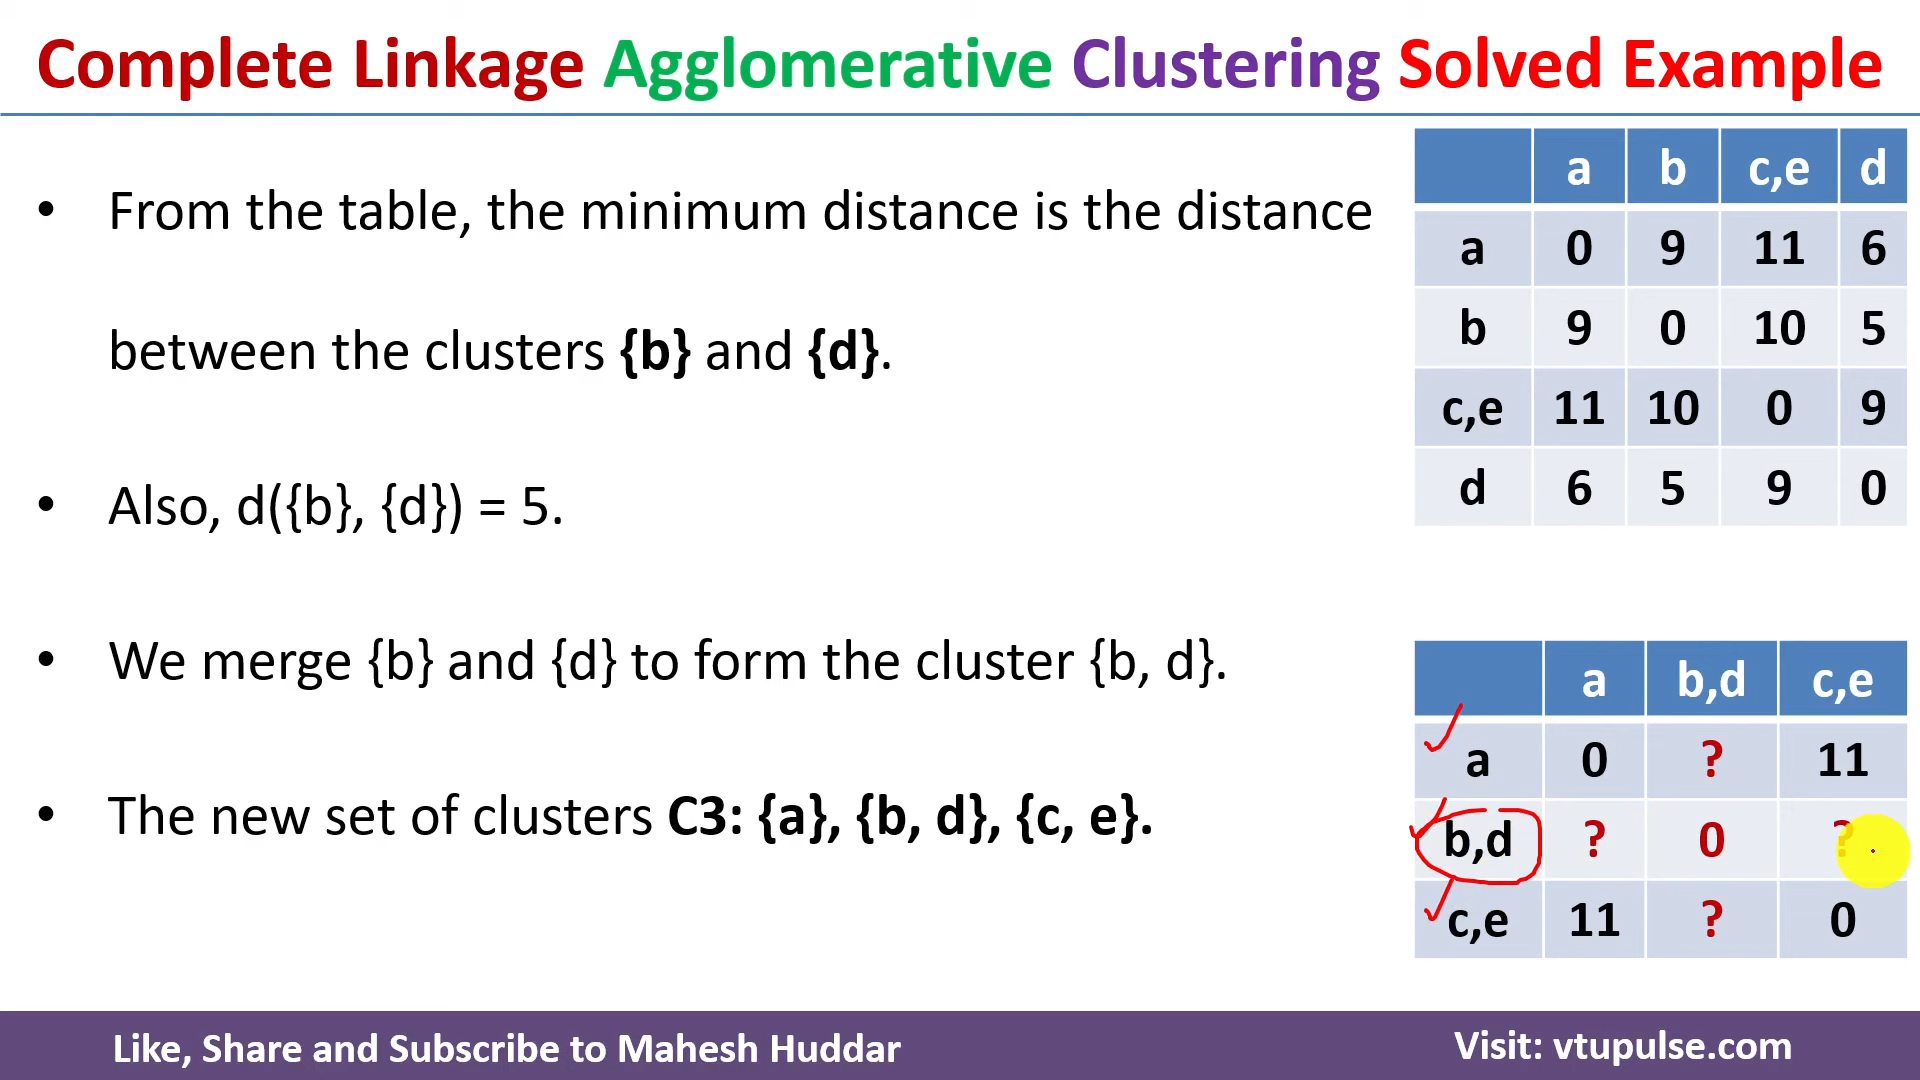 Complete Linkage Agglomerative Clustering Solved Example
• From the table, the minimum distance is the distance
between the clusters {b} and {d}.
• Also, d({b}, {d}) = 5.
• We merge {b} and {d} to form the cluster {b, d}.
• The new set of clusters C3: {a}, {b, d}, {c, e}.
a b c,e d
a 0 9 11 6
b 9 0 10 5
c,e 11 10 0 9
d 6 5 9 0
a b,d c,e
a 0 ? 11
b,d ? 0 ?
c,e 11 ? 0
Like, Share and Subscribe to Mahesh Huddar
Visit: vtupulse.com